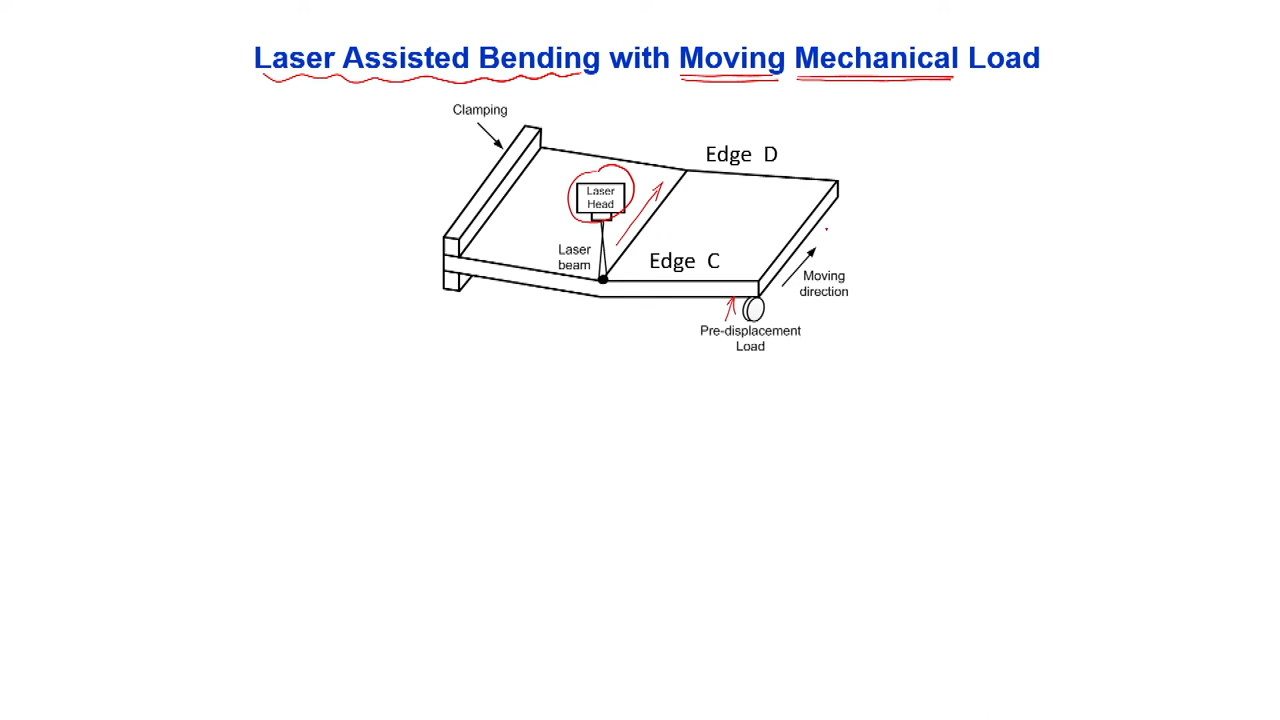 Laser Assisted Bending with Moving Mechanical Load
Clamping
Edge D
Laser
Head
Laser
beam
Edge C
Moving
direction
Pre-displacement
Load